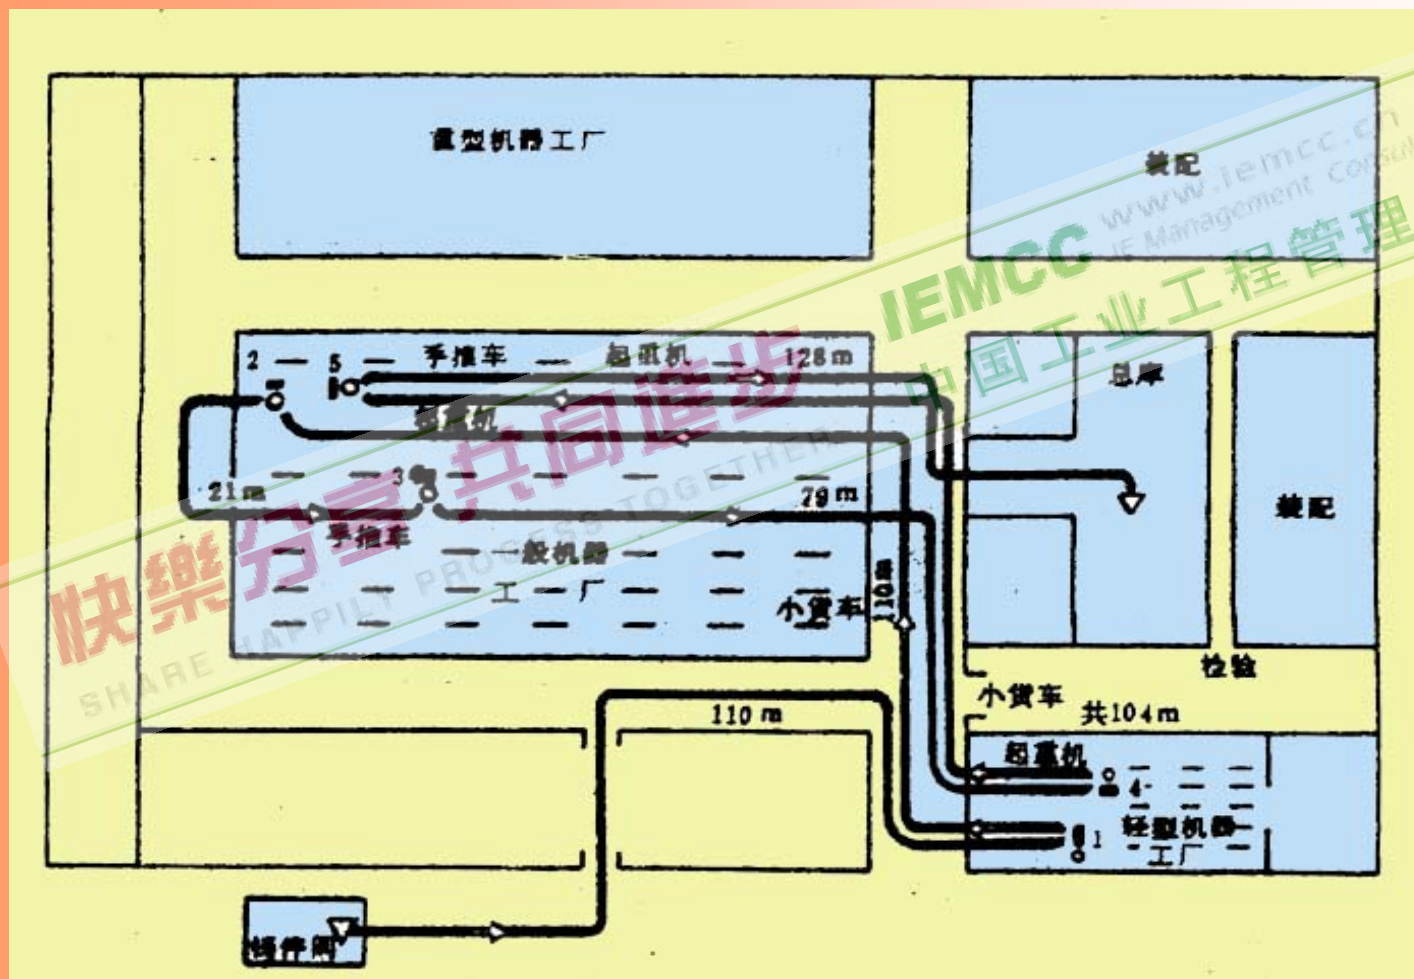 重型机器工厂
装配
www.iemcc.cn
IE Management Consul
IEMCC
中国工业工程管理
2
5
手推车
起重机
128m
总库
21m
3
79m
装配
手推车
一般机器
工厂
小货车
110m
快樂分享 共同進步
SHARE HAPPILY PROCESS TOGETHER
检验
小货车
共104m
110m
起重机
4
轻型机器
工厂
1